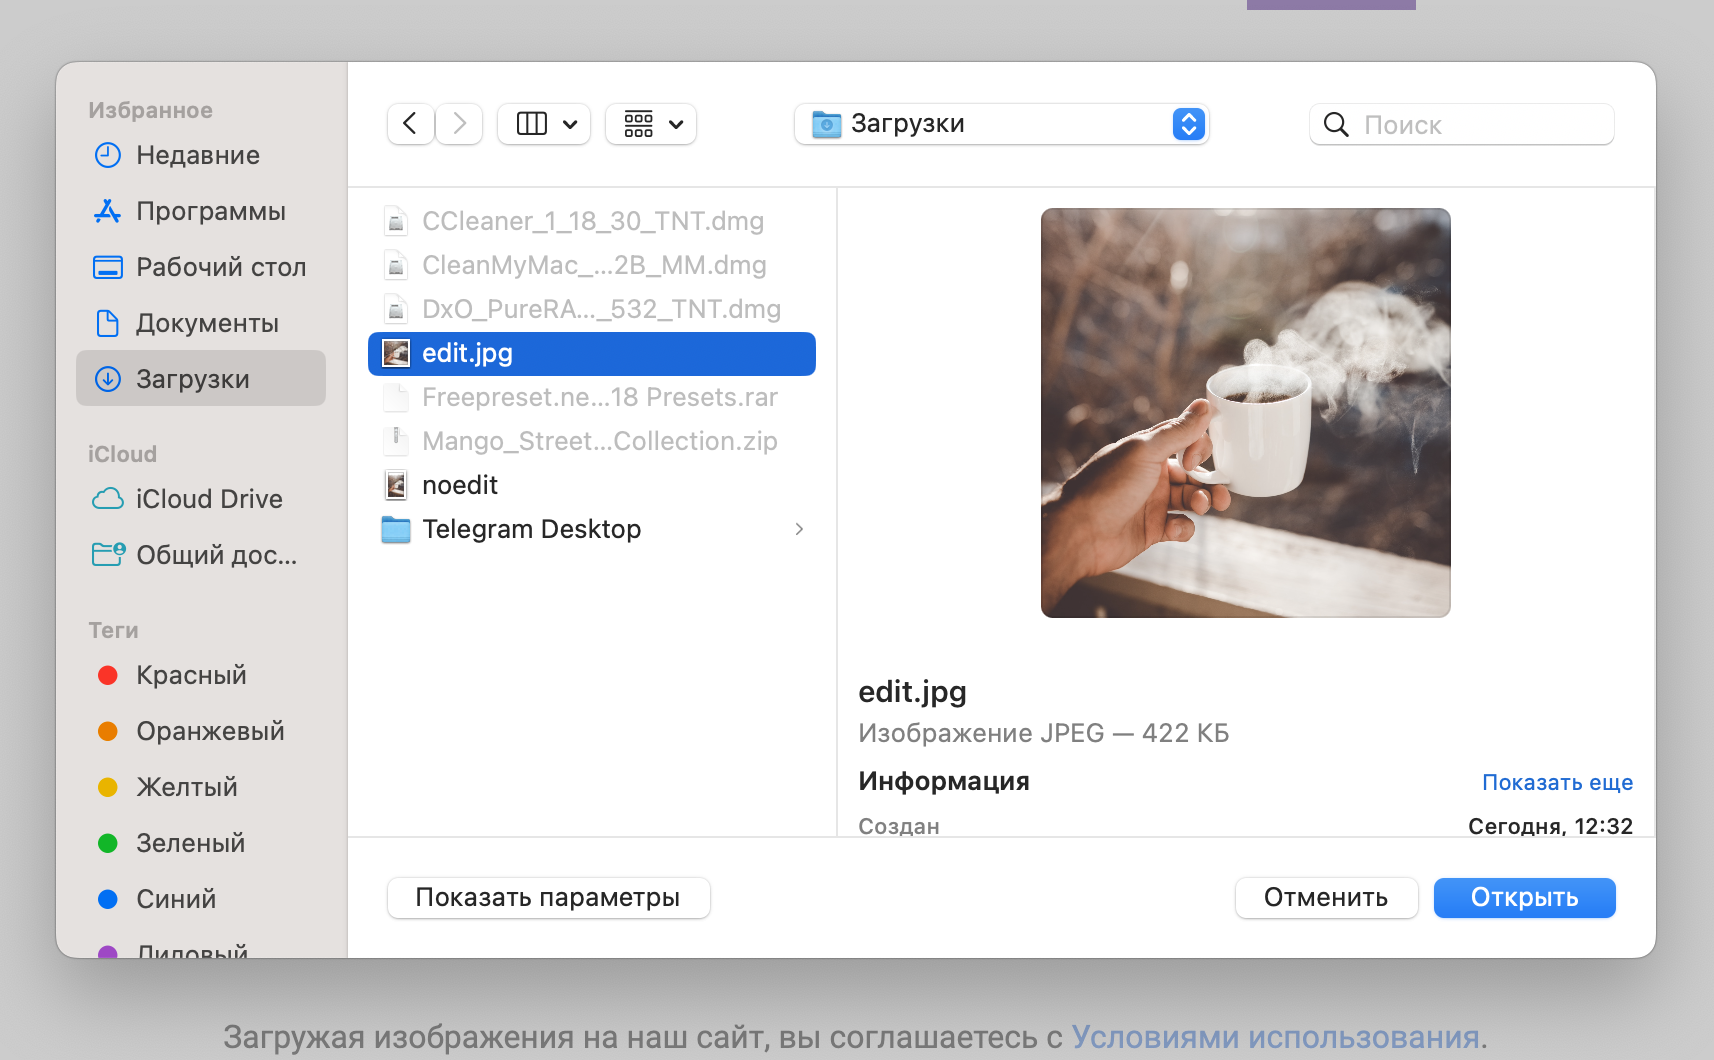 Избранное
Недавние
Программы
Рабочий стол
Документы
Загрузки
iCloud
iCloud Drive
Общий дос...
Теги
Красный
Оранжевый
Желтый
Зеленый
Синий
Лиловый
Загрузки
Поиск
CCleaner_1_18_30_TNT.dmg
CleanMyMac_...2B_MM.dmg
DxO_PureRA..._532_TNT.dmg
edit.jpg
Freepreset.ne...18 Presets.rar
Mango_Street...Collection.zip
noedit
Telegram Desktop
edit.jpg
Изображение JPEG — 422 КБ
Информация Показать еще
Создан Сегодня, 12:32
Показать параметры Отменить Открыть
Загружая изображения на наш сайт, вы соглашаетесь с Условиями использования.